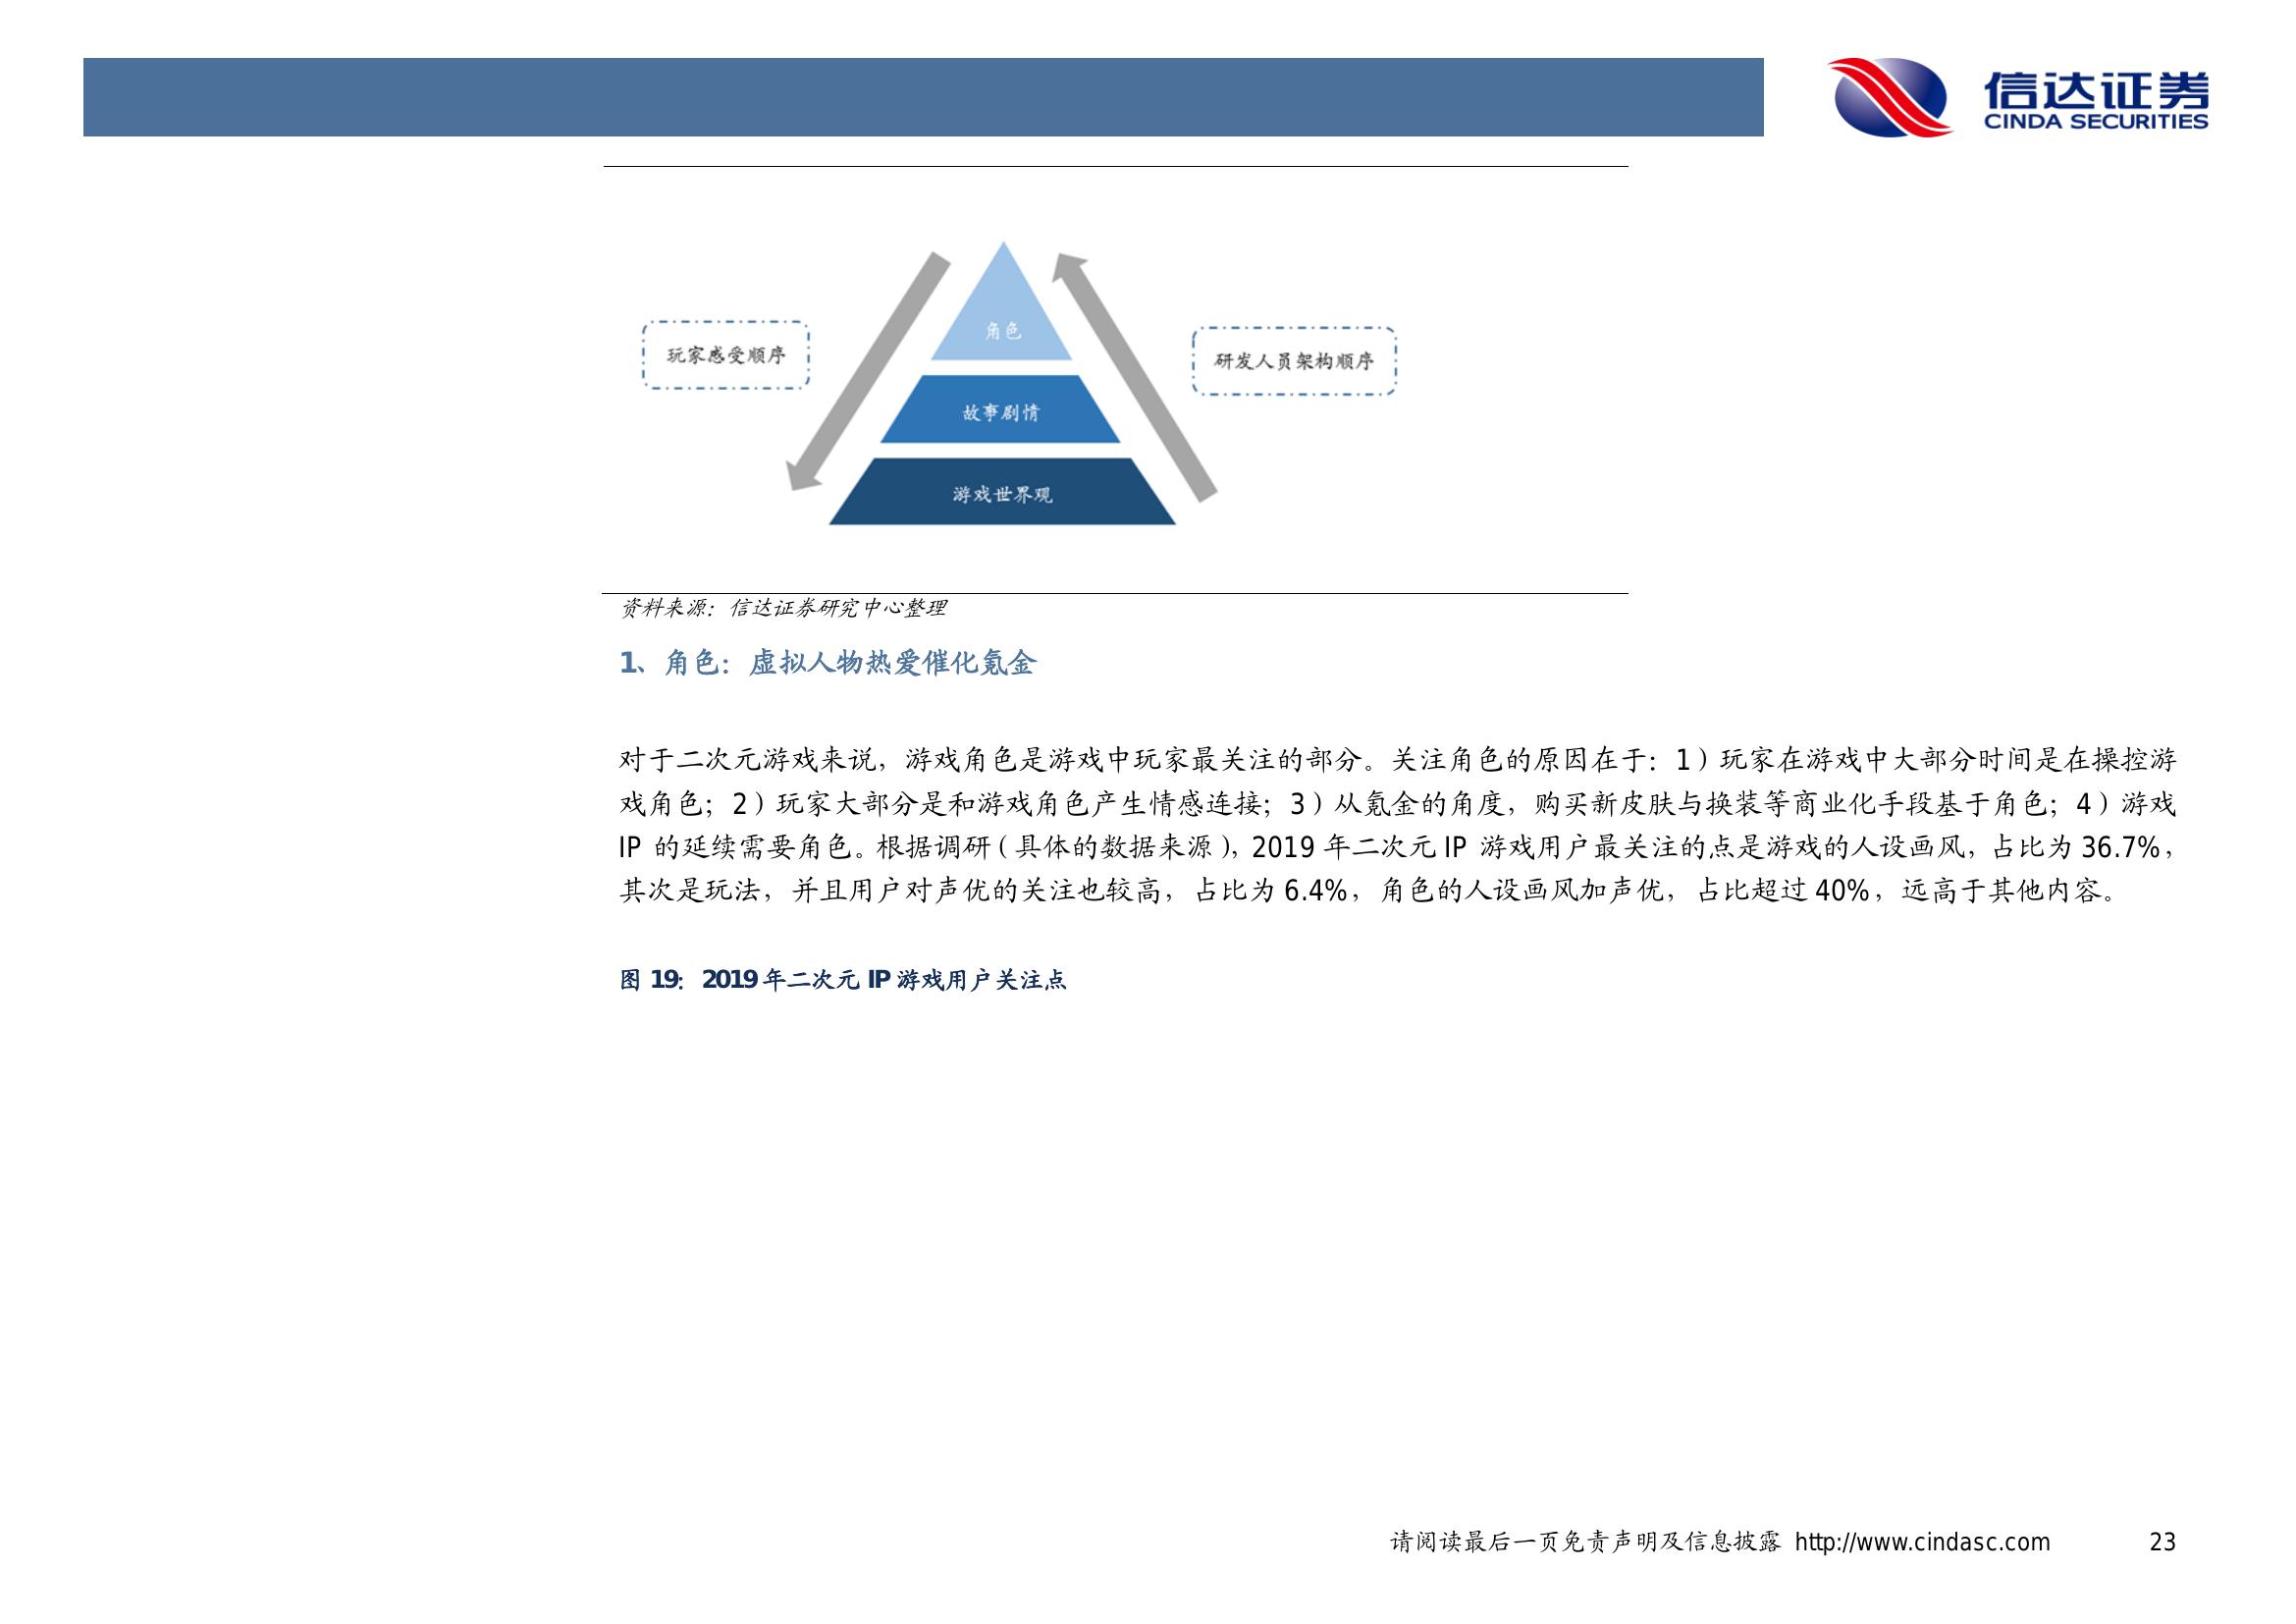 信达证券
CINDA SECURITIES
角色
玩家感受顺序
研发人员架构顺序
故事剧情
游戏世界观
资料来源：信达证券研究中心整理
1、角色：虚拟人物热爱催化氪金
对于二次元游戏来说，游戏角色是游戏中玩家最关注的部分。关注角色的原因在于：1）玩家在游戏中大部分时间是在操控游
戏角色；2）玩家大部分是和游戏角色产生情感连接；3）从氪金的角度，购买新皮肤与换装等商业化手段基于角色；4）游戏
IP 的延续需要角色。根据调研（具体的数据来源），2019 年二次元 IP 游戏用户最关注的点是游戏的人设画风，占比为 36.7%，
其次是玩法，并且用户对声优的关注也较高，占比为 6.4%，角色的人设画风加声优，占比超过 40%，远高于其他内容。
图 19：2019 年二次元 IP 游戏用户关注点
请阅读最后一页免责声明及信息披露 http://www.cindasc.com 23